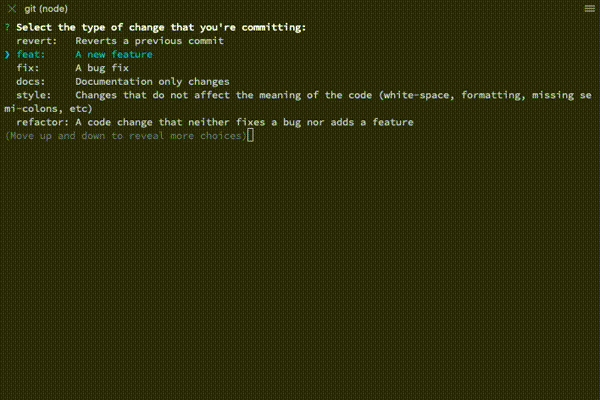 git (node)
? Select the type of change that you're committing:
revert:   Reverts a previous commit
❯ feat:     A new feature
fix:      A bug fix
docs:     Documentation only changes
style:    Changes that do not affect the meaning of the code (white-space, formatting, missing se
mi-colons, etc)
refactor: A code change that neither fixes a bug nor adds a feature
(Move up and down to reveal more choices)